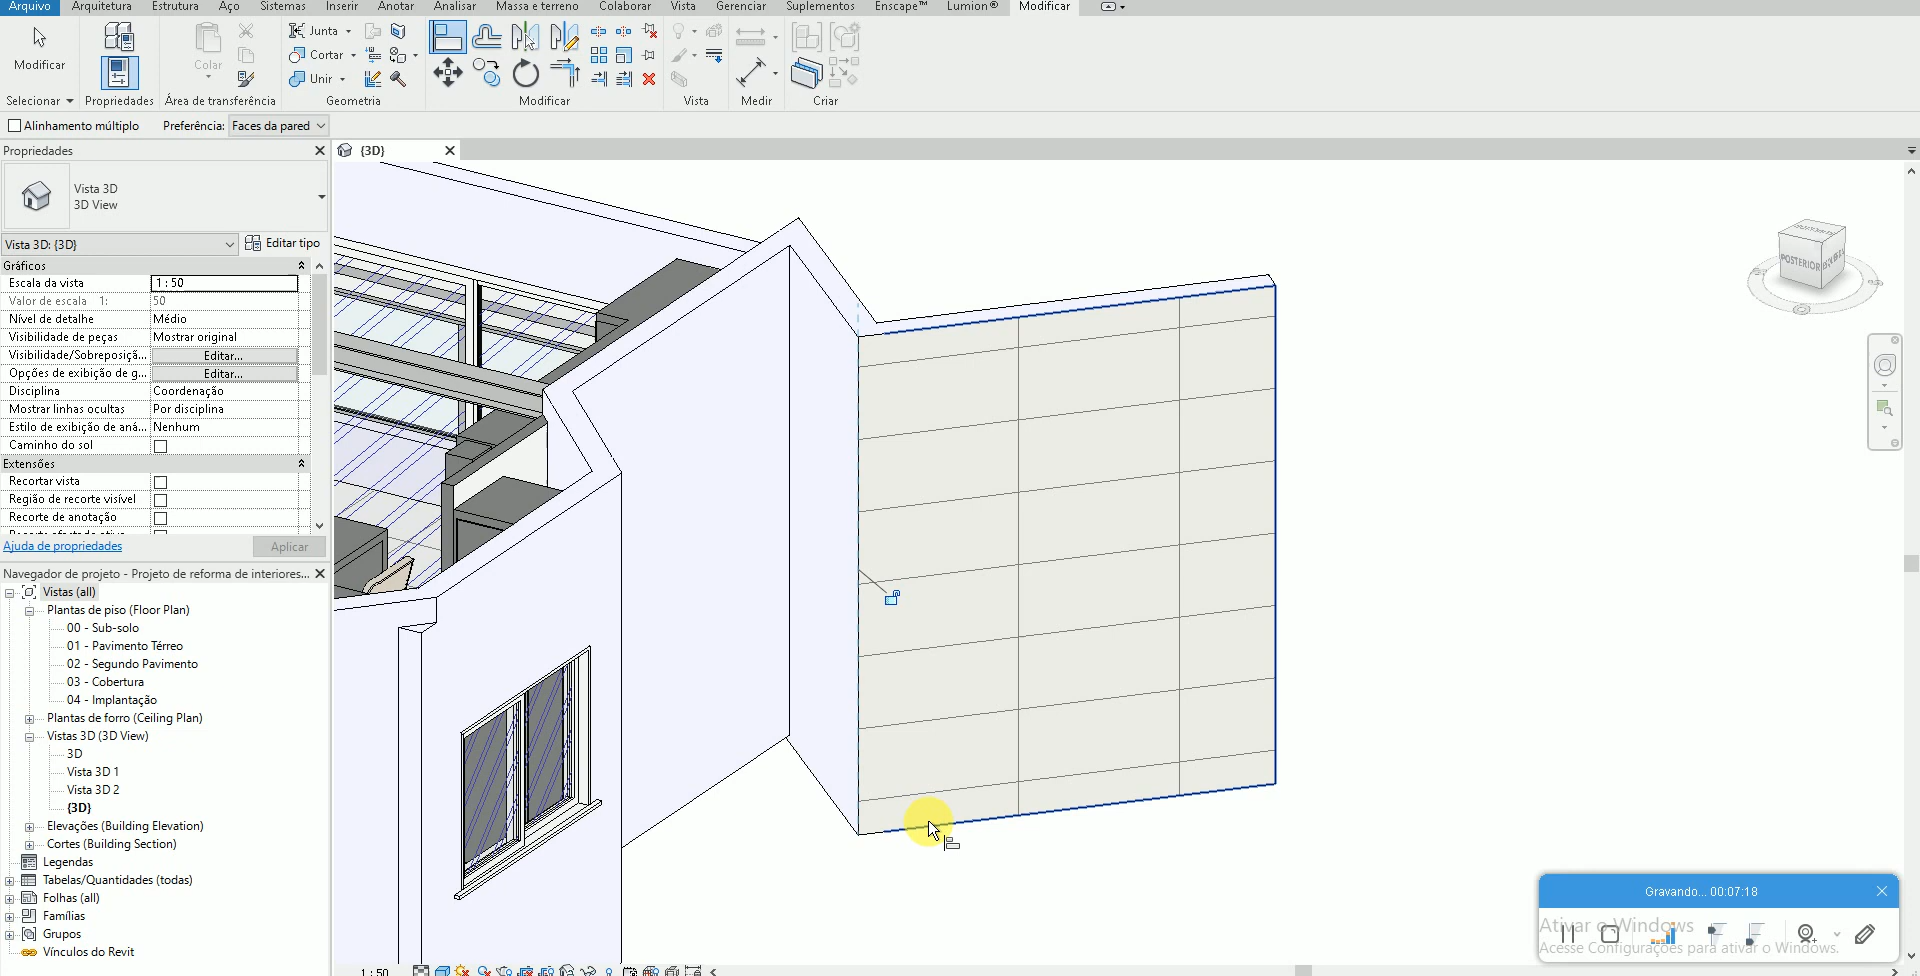 Arquivo Arquitetura Estrutura Aço Sistemas Inserir Anotar Analisar Massa e terreno Colaborar Vista Gerenciar Suplementos Enscape™ Lumion® Modificar
Modificar
Selecionar
Propriedades
Colar
Área de transferência
Junta
Cortar
Unir
Geometria
Modificar
Vista
Medir
Criar
Alinhamento múltiplo Preferência: Faces da parede
Propriedades
{3D}
Vista 3D
3D View
Vista 3D: {3D} Editar tipo
Gráficos
Escala da vista 1 : 50
Valor de escala 1: 50
Nível de detalhe Médio
Visibilidade de peças Mostrar original
Visibilidade/Sobreposiçã... Editar...
Opções de exibição de g... Editar...
Disciplina Coordenação
Mostrar linhas ocultas Por disciplina
Estilo de exibição de aná... Nenhum
Caminho do sol
Extensões
Recortar vista
Região de recorte visível
Recorte de anotação
Ajuda de propriedades Aplicar
Navegador de projeto - Projeto de reforma de interiores...
Vistas (all)
Plantas de piso (Floor Plan)
00 - Sub-solo
01 - Pavimento Térreo
02 - Segundo Pavimento
03 - Cobertura
04 - Implantação
Plantas de forro (Ceiling Plan)
Vistas 3D (3D View)
3D
Vista 3D 1
Vista 3D 2
{3D}
Elevações (Building Elevation)
Cortes (Building Section)
Legendas
Tabelas/Quantidades (todas)
Folhas (all)
Famílias
Grupos
Vínculos do Revit
POSTERIOR
1 : 50
Gravando... 00:07:18
Ativar o Windows
Acesse Configurações para ativar o Windows.